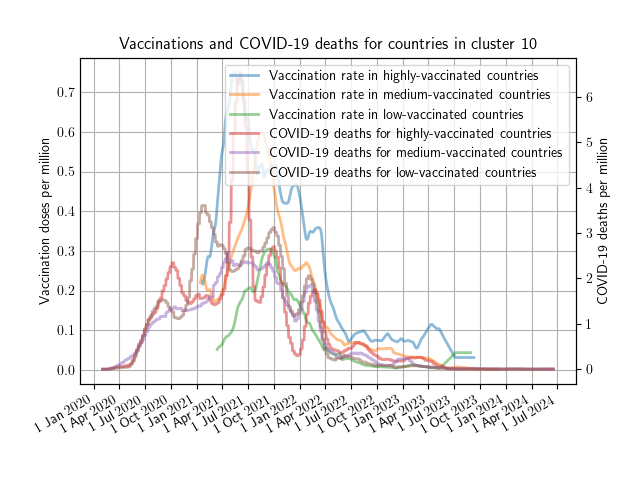 Vaccinations and COVID-19 deaths for countries in cluster 10
Vaccination rate in highly-vaccinated countries
Vaccination rate in medium-vaccinated countries
Vaccination rate in low-vaccinated countries
COVID-19 deaths for highly-vaccinated countries
COVID-19 deaths for medium-vaccinated countries
COVID-19 deaths for low-vaccinated countries
Vaccination doses per million
0.7
0.6
0.5
0.4
0.3
0.2
0.1
0.0
COVID-19 deaths per million
6
5
4
3
2
1
0
1 Jan 2020
1 Apr 2020
1 Jul 2020
1 Oct 2020
1 Jan 2021
1 Apr 2021
1 Jul 2021
1 Oct 2021
1 Jan 2022
1 Apr 2022
1 Jul 2022
1 Oct 2022
1 Jan 2023
1 Apr 2023
1 Jul 2023
1 Oct 2023
1 Jan 2024
1 Apr 2024
1 Jul 2024